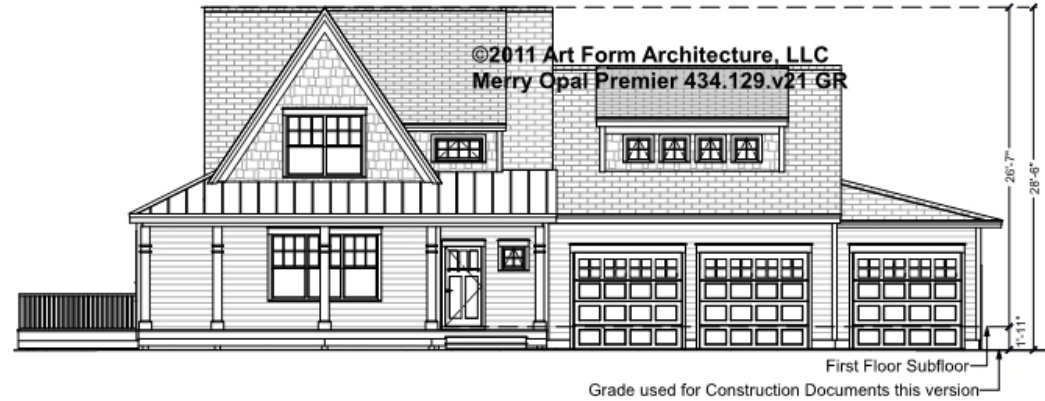 ©2011 Art Form Architecture, LLC
Merry Opal Premier 434.129.v21 GR
26'-7"
28'-6"
1'-11"
First Floor Subfloor
Grade used for Construction Documents this version